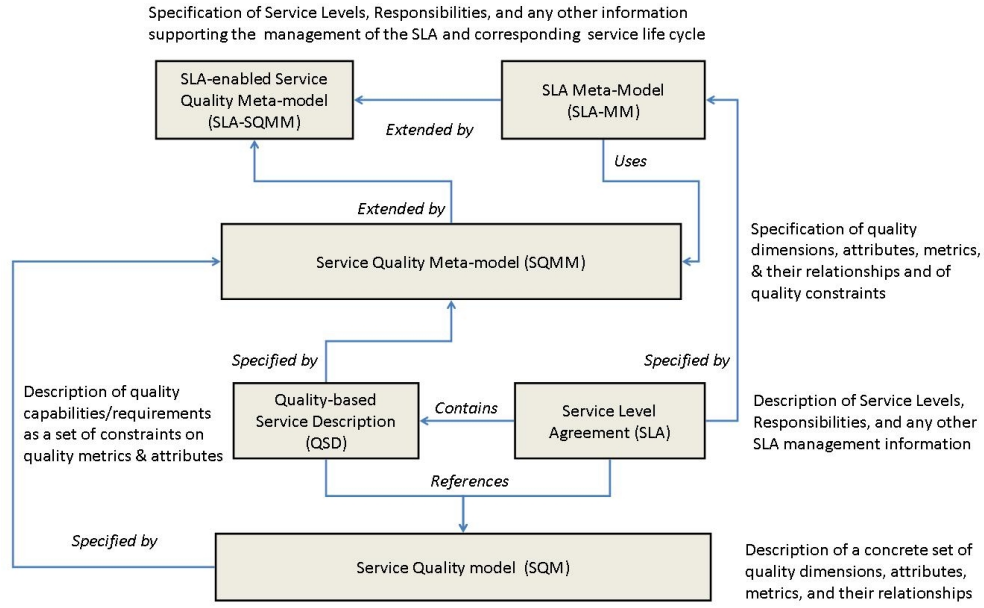 Specification of Service Levels, Responsibilities, and any other information
supporting the management of the SLA and corresponding service life cycle
SLA-enabled Service
Quality Meta-model
(SLA-SQMM)
SLA Meta-Model
(SLA-MM)
Extended by
Uses
Extended by
Service Quality Meta-model (SQMM)
Specification of quality
dimensions, attributes, metrics,
& their relationships and of
quality constraints
Specified by
Specified by
Description of quality
capabilities/requirements
as a set of constraints on
quality metrics & attributes
Quality-based
Service Description
(QSD)
Contains
Service Level
Agreement (SLA)
Description of Service Levels,
Responsibilities, and any other
SLA management information
References
Specified by
Service Quality model (SQM)
Description of a concrete set of
quality dimensions, attributes,
metrics, and their relationships